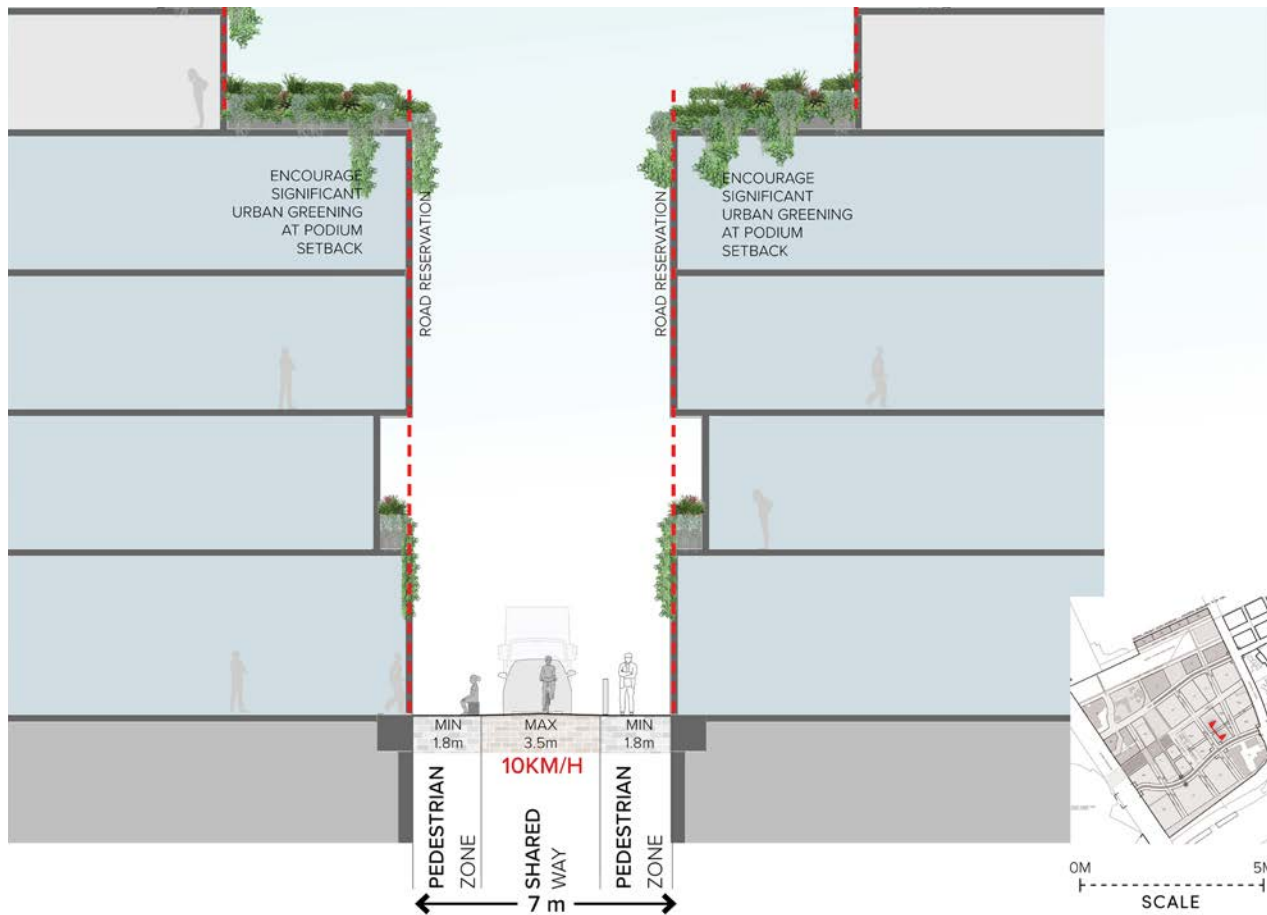 ENCOURAGE
SIGNIFICANT
URBAN GREENING
AT PODIUM
SETBACK
ROAD RESERVATION
ROAD RESERVATION
ENCOURAGE
SIGNIFICANT
URBAN GREENING
AT PODIUM
SETBACK
MIN
1.8m
MAX
3.5m
MIN
1.8m
10KM/H
PEDESTRIAN
ZONE
SHARED
WAY
PEDESTRIAN
ZONE
7 m
0M
5M
SCALE